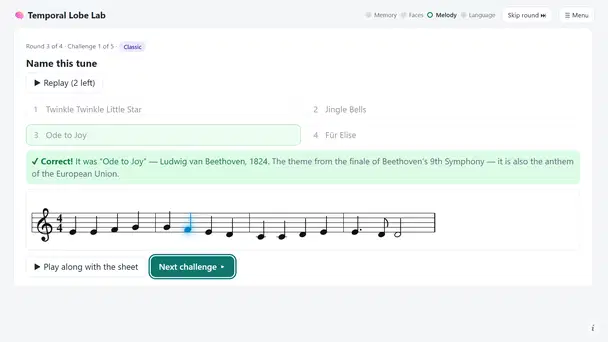 Temporal Lobe Lab
Memory Faces Melody Language Skip round ⏭ ☰ Menu
Round 3 of 4 · Challenge 1 of 5 · Classic
Name this tune
▶ Replay (2 left)
1 Twinkle Twinkle Little Star
2 Jingle Bells
3 Ode to Joy
4 Für Elise
✓ Correct! It was "Ode to Joy" — Ludwig van Beethoven, 1824. The theme from the finale of Beethoven's 9th Symphony — it is also the anthem
of the European Union.
4
4
▶ Play along with the sheet
Next challenge ▸
i